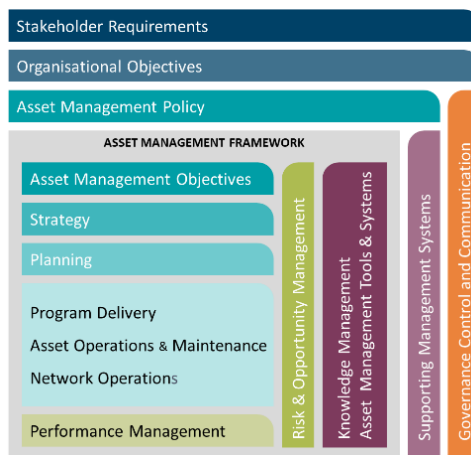 Stakeholder Requirements
Organisational Objectives
Asset Management Policy
ASSET MANAGEMENT FRAMEWORK
Asset Management Objectives
Strategy
Planning
Program Delivery
Asset Operations & Maintenance
Network Operations
Performance Management
Risk & Opportunity Management
Knowledge Management
Asset Management Tools & Systems
Supporting Management Systems
Governance Control and Communication